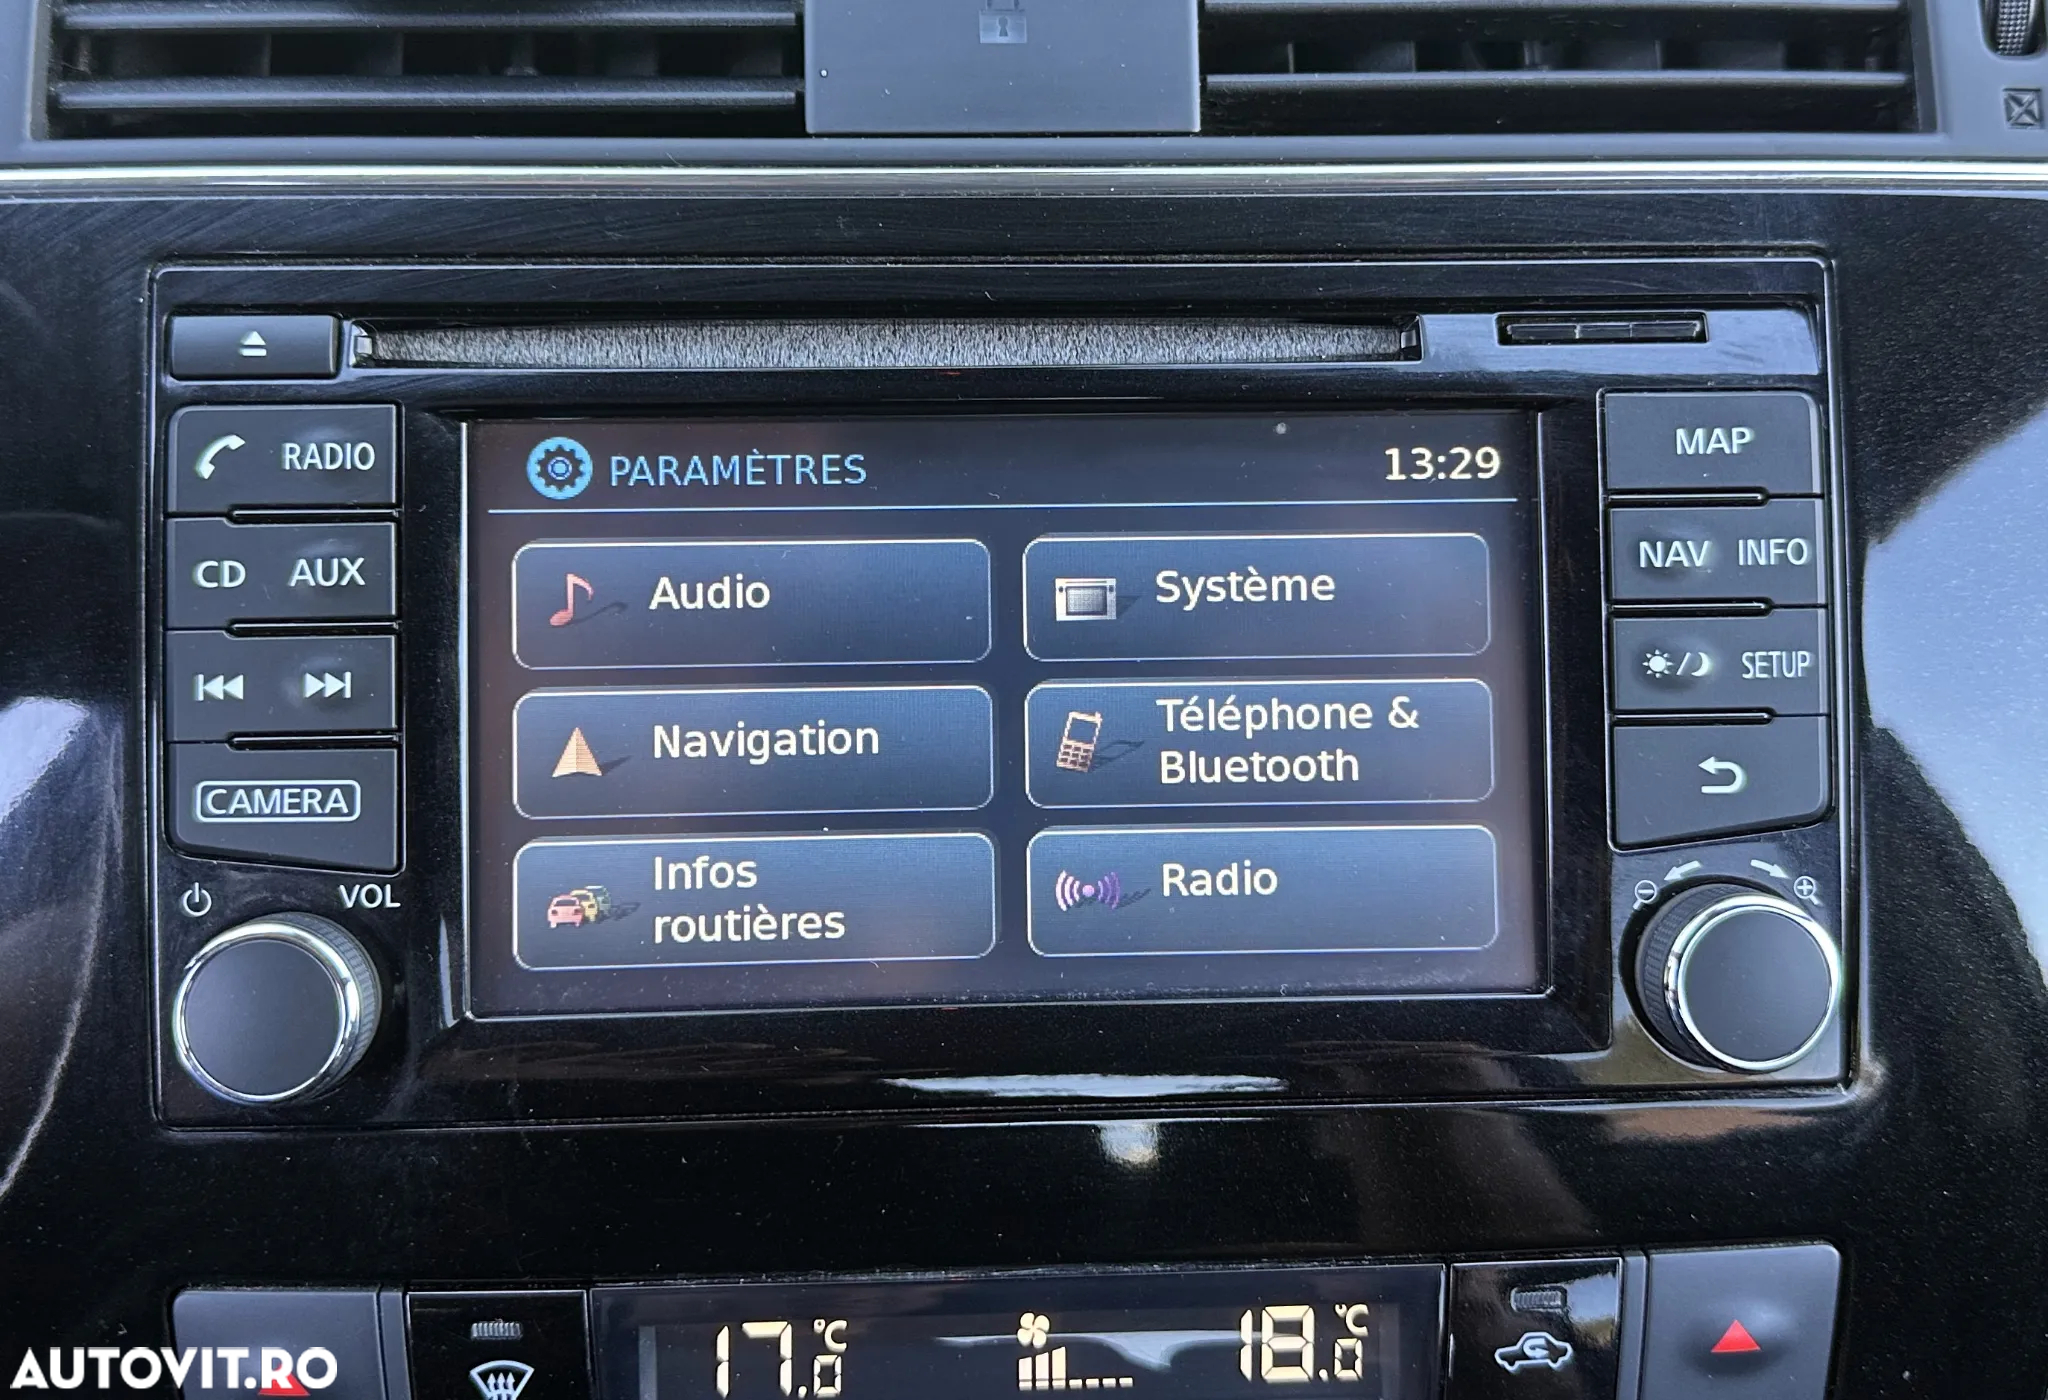 RADIO
CD AUX
CAMERA
VOL
PARAMÈTRES 13:29
Audio
Système
Navigation
Téléphone &
Bluetooth
Infos
routières
Radio
MAP
NAV INFO
SETUP
17.0 °C
18.0 °C
AUTOVIT.RO